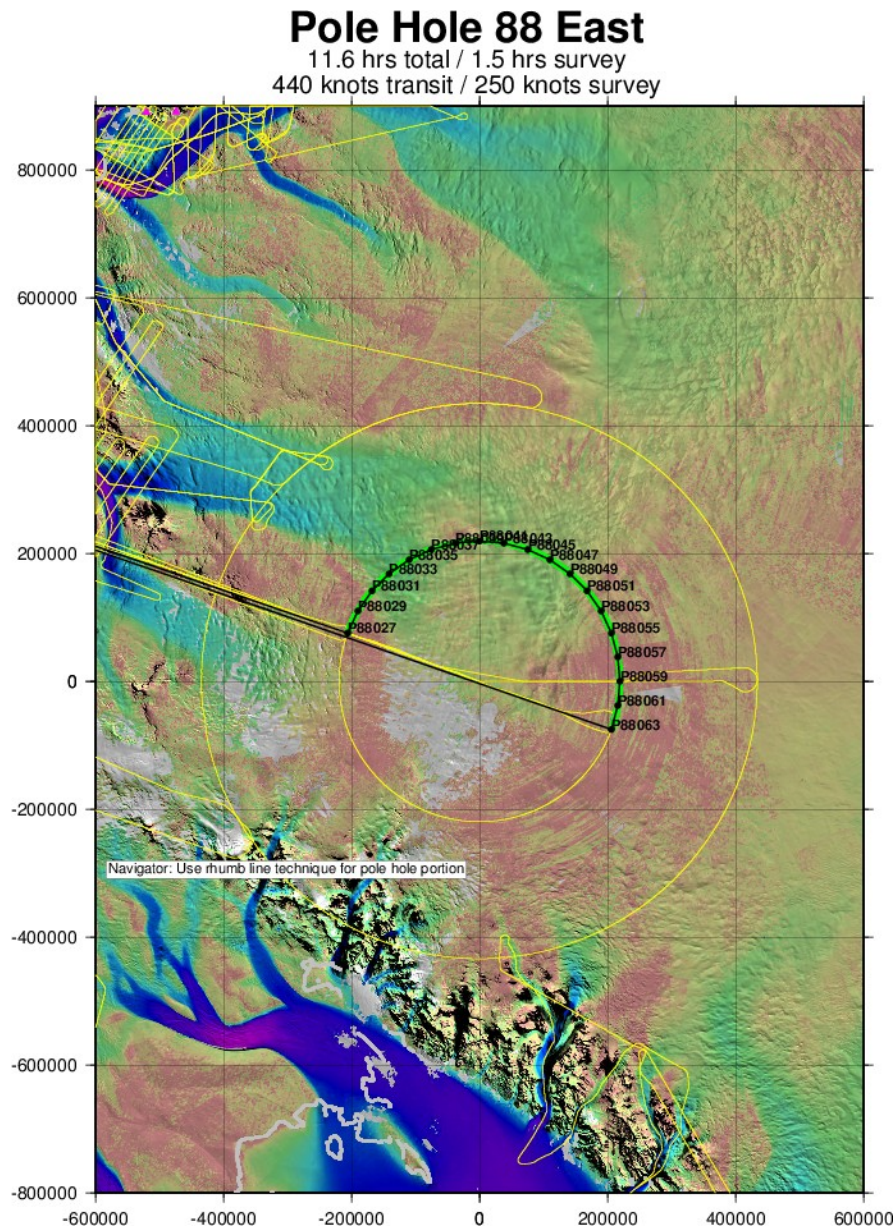 Pole Hole 88 East
11.6 hrs total / 1.5 hrs survey
440 knots transit / 250 knots survey
800000
600000
400000
200000
0
-200000
-400000
-600000
-800000
P88041
P88043
P88037
P88045
P88035
P88047
P88033
P88049
P88031
P88051
P88029
P88053
P88027
P88055
P88057
P88059
P88061
P88063
Navigator: Use rhumb line technique for pole hole portion
-600000
-400000
-200000
0
200000
400000
600000